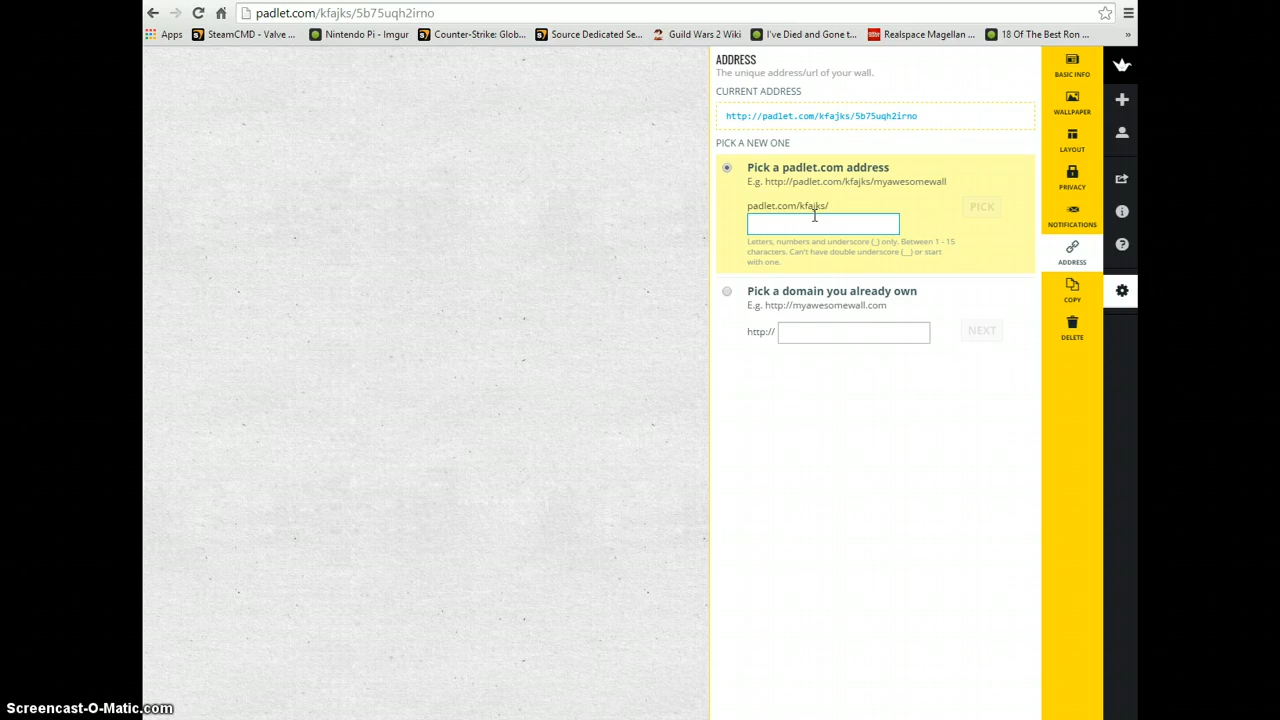 padlet.com/kfajks/5b75uqh2irno
Apps SteamCMD - Valve ... Nintendo Pi - Imgur Counter-Strike: Glob... Source Dedicated Se... Guild Wars 2 Wiki I've Died and Gone t... Realspace Magellan ... 18 Of The Best Ron ... »
ADDRESS
The unique address/url of your wall.
CURRENT ADDRESS
http://padlet.com/kfajks/5b75uqh2irno
PICK A NEW ONE
Pick a padlet.com address
E.g. http://padlet.com/kfajks/myawesomewall
padlet.com/kfajks/
PICK
Letters, numbers and underscore (_) only. Between 1 - 15
characters. Can't have double underscore (__) or start
with one.
Pick a domain you already own
E.g. http://myawesomewall.com
http://
NEXT
BASIC INFO
WALLPAPER
LAYOUT
PRIVACY
NOTIFICATIONS
ADDRESS
COPY
DELETE
Screencast-O-Matic.com